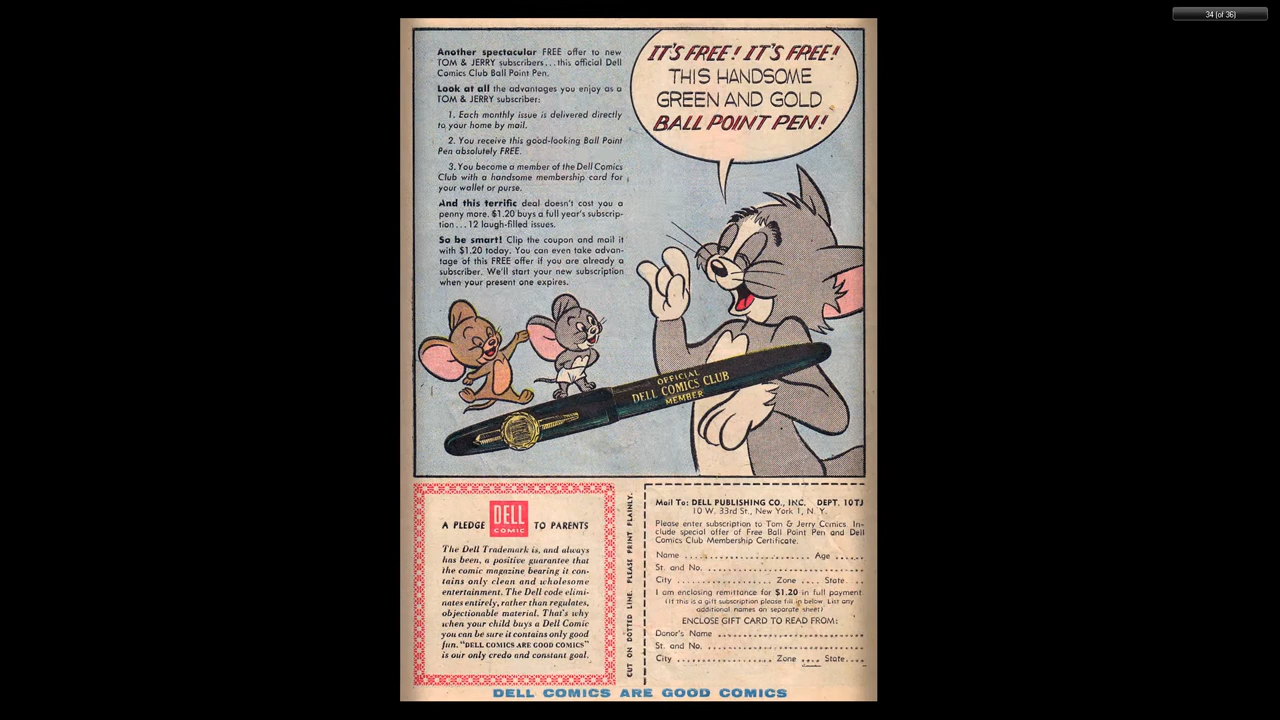 34 (of 36)
Another spectacular FREE offer to new
TOM & JERRY subscribers...this official Dell
Comics Club Ball Point Pen.
Look at all the advantages you enjoy as a
TOM & JERRY subscriber:
1. Each monthly issue is delivered directly
to your home by mail.
2. You receive this good-looking Ball Point
Pen absolutely FREE.
3. You become a member of the Dell Comics
Club with a handsome membership card for
your wallet or purse.
And this terrific deal doesn't cost you a
penny more. $1.20 buys a full year's subscrip-
tion...12 laugh-filled issues.
So be smart! Clip the coupon and mail it
with $1.20 today. You can even take advan-
tage of this FREE offer if you are already a
subscriber. We'll start your new subscription
when your present one expires.
IT'S FREE! IT'S FREE!
THIS HANDSOME
GREEN AND GOLD
BALL POINT PEN!
OFFICIAL
DELL COMICS CLUB
MEMBER
A PLEDGE DELL COMIC TO PARENTS
The Dell Trademark is, and always
has been, a positive guarantee that
the comic magazine bearing it con-
tains only clean and wholesome
entertainment. The Dell code elimi-
nates entirely, rather than regulates,
objectionable material. That's why
when your child buys a Dell Comic
you can be sure it contains only good
fun. "DELL COMICS ARE GOOD COMICS"
is our only credo and constant goal.
CUT ON DOTTED LINE. PLEASE PRINT PLAINLY.
Mail To: DELL PUBLISHING CO., INC. DEPT. 10TJ
10 W. 33rd St., New York 1, N. Y.
Please enter subscription to Tom & Jerry Comics. In-
clude special offer of Free Ball Point Pen and Dell
Comics Club Membership Certificate.
Name Age
St. and No.
City Zone State
I am enclosing remittance for $1.20 in full payment
(If this is a gift subscription please fill in below. List any
additional names on separate sheet)
ENCLOSE GIFT CARD TO READ FROM:
Donor's Name
St. and No.
City Zone State
DELL COMICS ARE GOOD COMICS